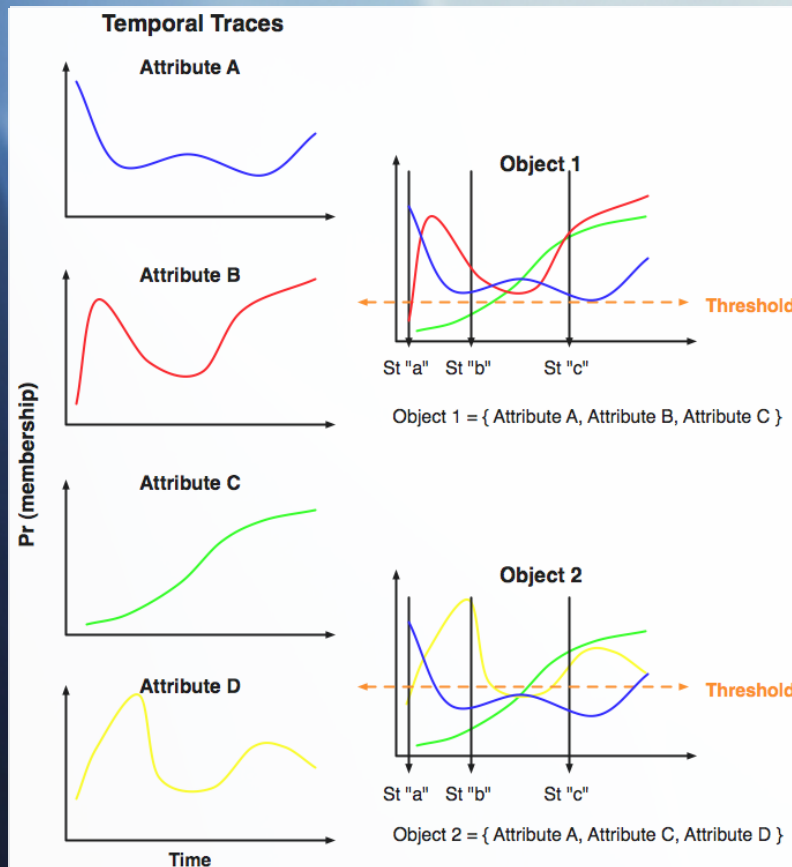 Temporal Traces
Attribute A
Attribute B
Attribute C
Attribute D
Pr (membership)
Time
Object 1
Threshold
St "a" St "b" St "c"
Object 1 = { Attribute A, Attribute B, Attribute C }
Object 2
Threshold
St "a" St "b" St "c"
Object 2 = { Attribute A, Attribute C, Attribute D }